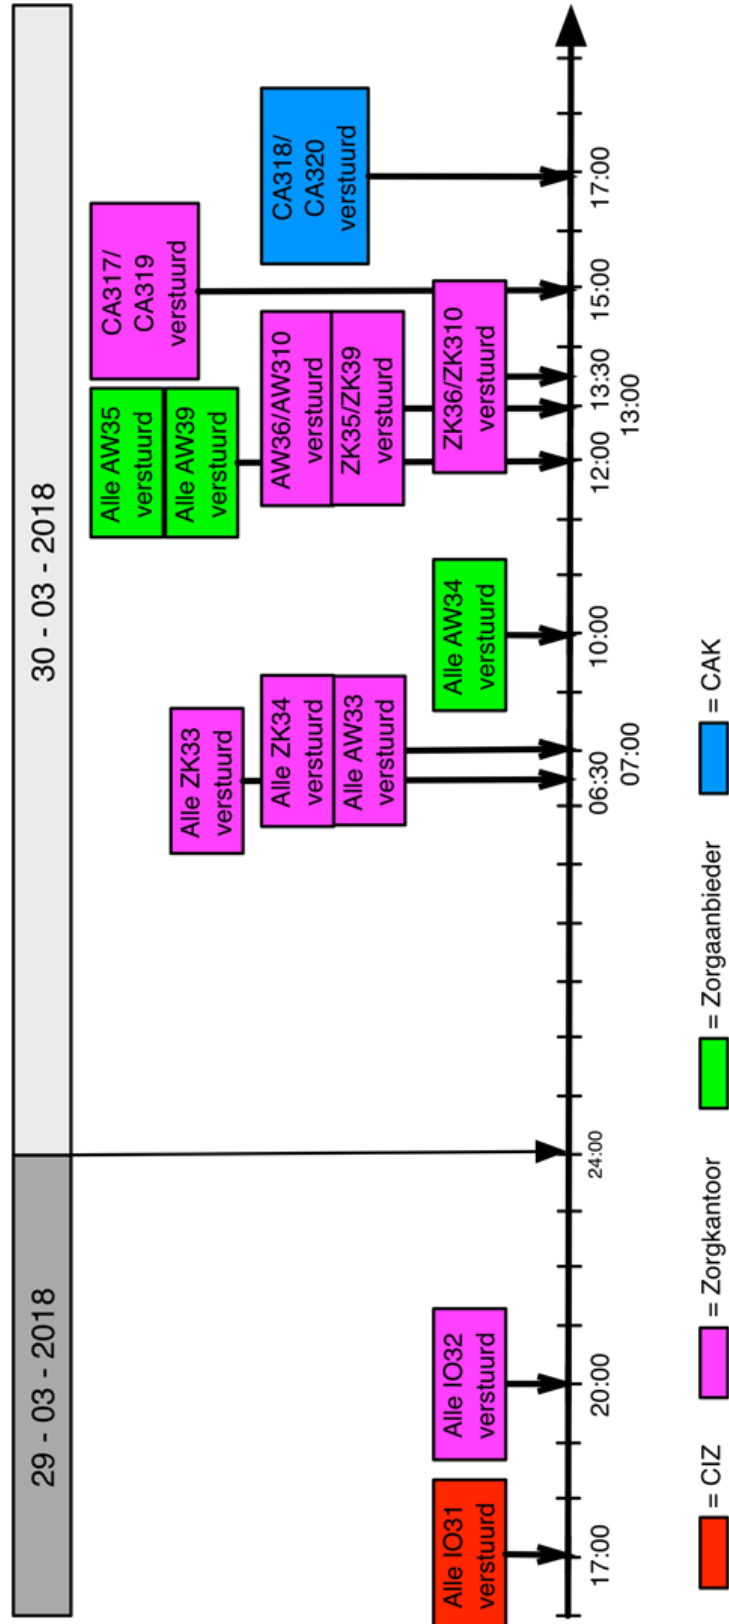 29 - 03 - 2018
30 - 03 - 2018
Alle IO31
verstuurd
Alle IO32
verstuurd
Alle ZK33
verstuurd
Alle ZK34
verstuurd
Alle AW33
verstuurd
Alle AW34
verstuurd
Alle AW35
verstuurd
Alle AW39
verstuurd
AW36/AW310
verstuurd
ZK35/ZK39
verstuurd
ZK36/ZK310
verstuurd
CA317/
CA319
verstuurd
CA318/
CA320
verstuurd
17:00
20:00
24:00
06:30
07:00
10:00
12:00
13:00
13:30
15:00
17:00
= CIZ
= Zorgkantoor
= Zorgaanbieder
= CAK